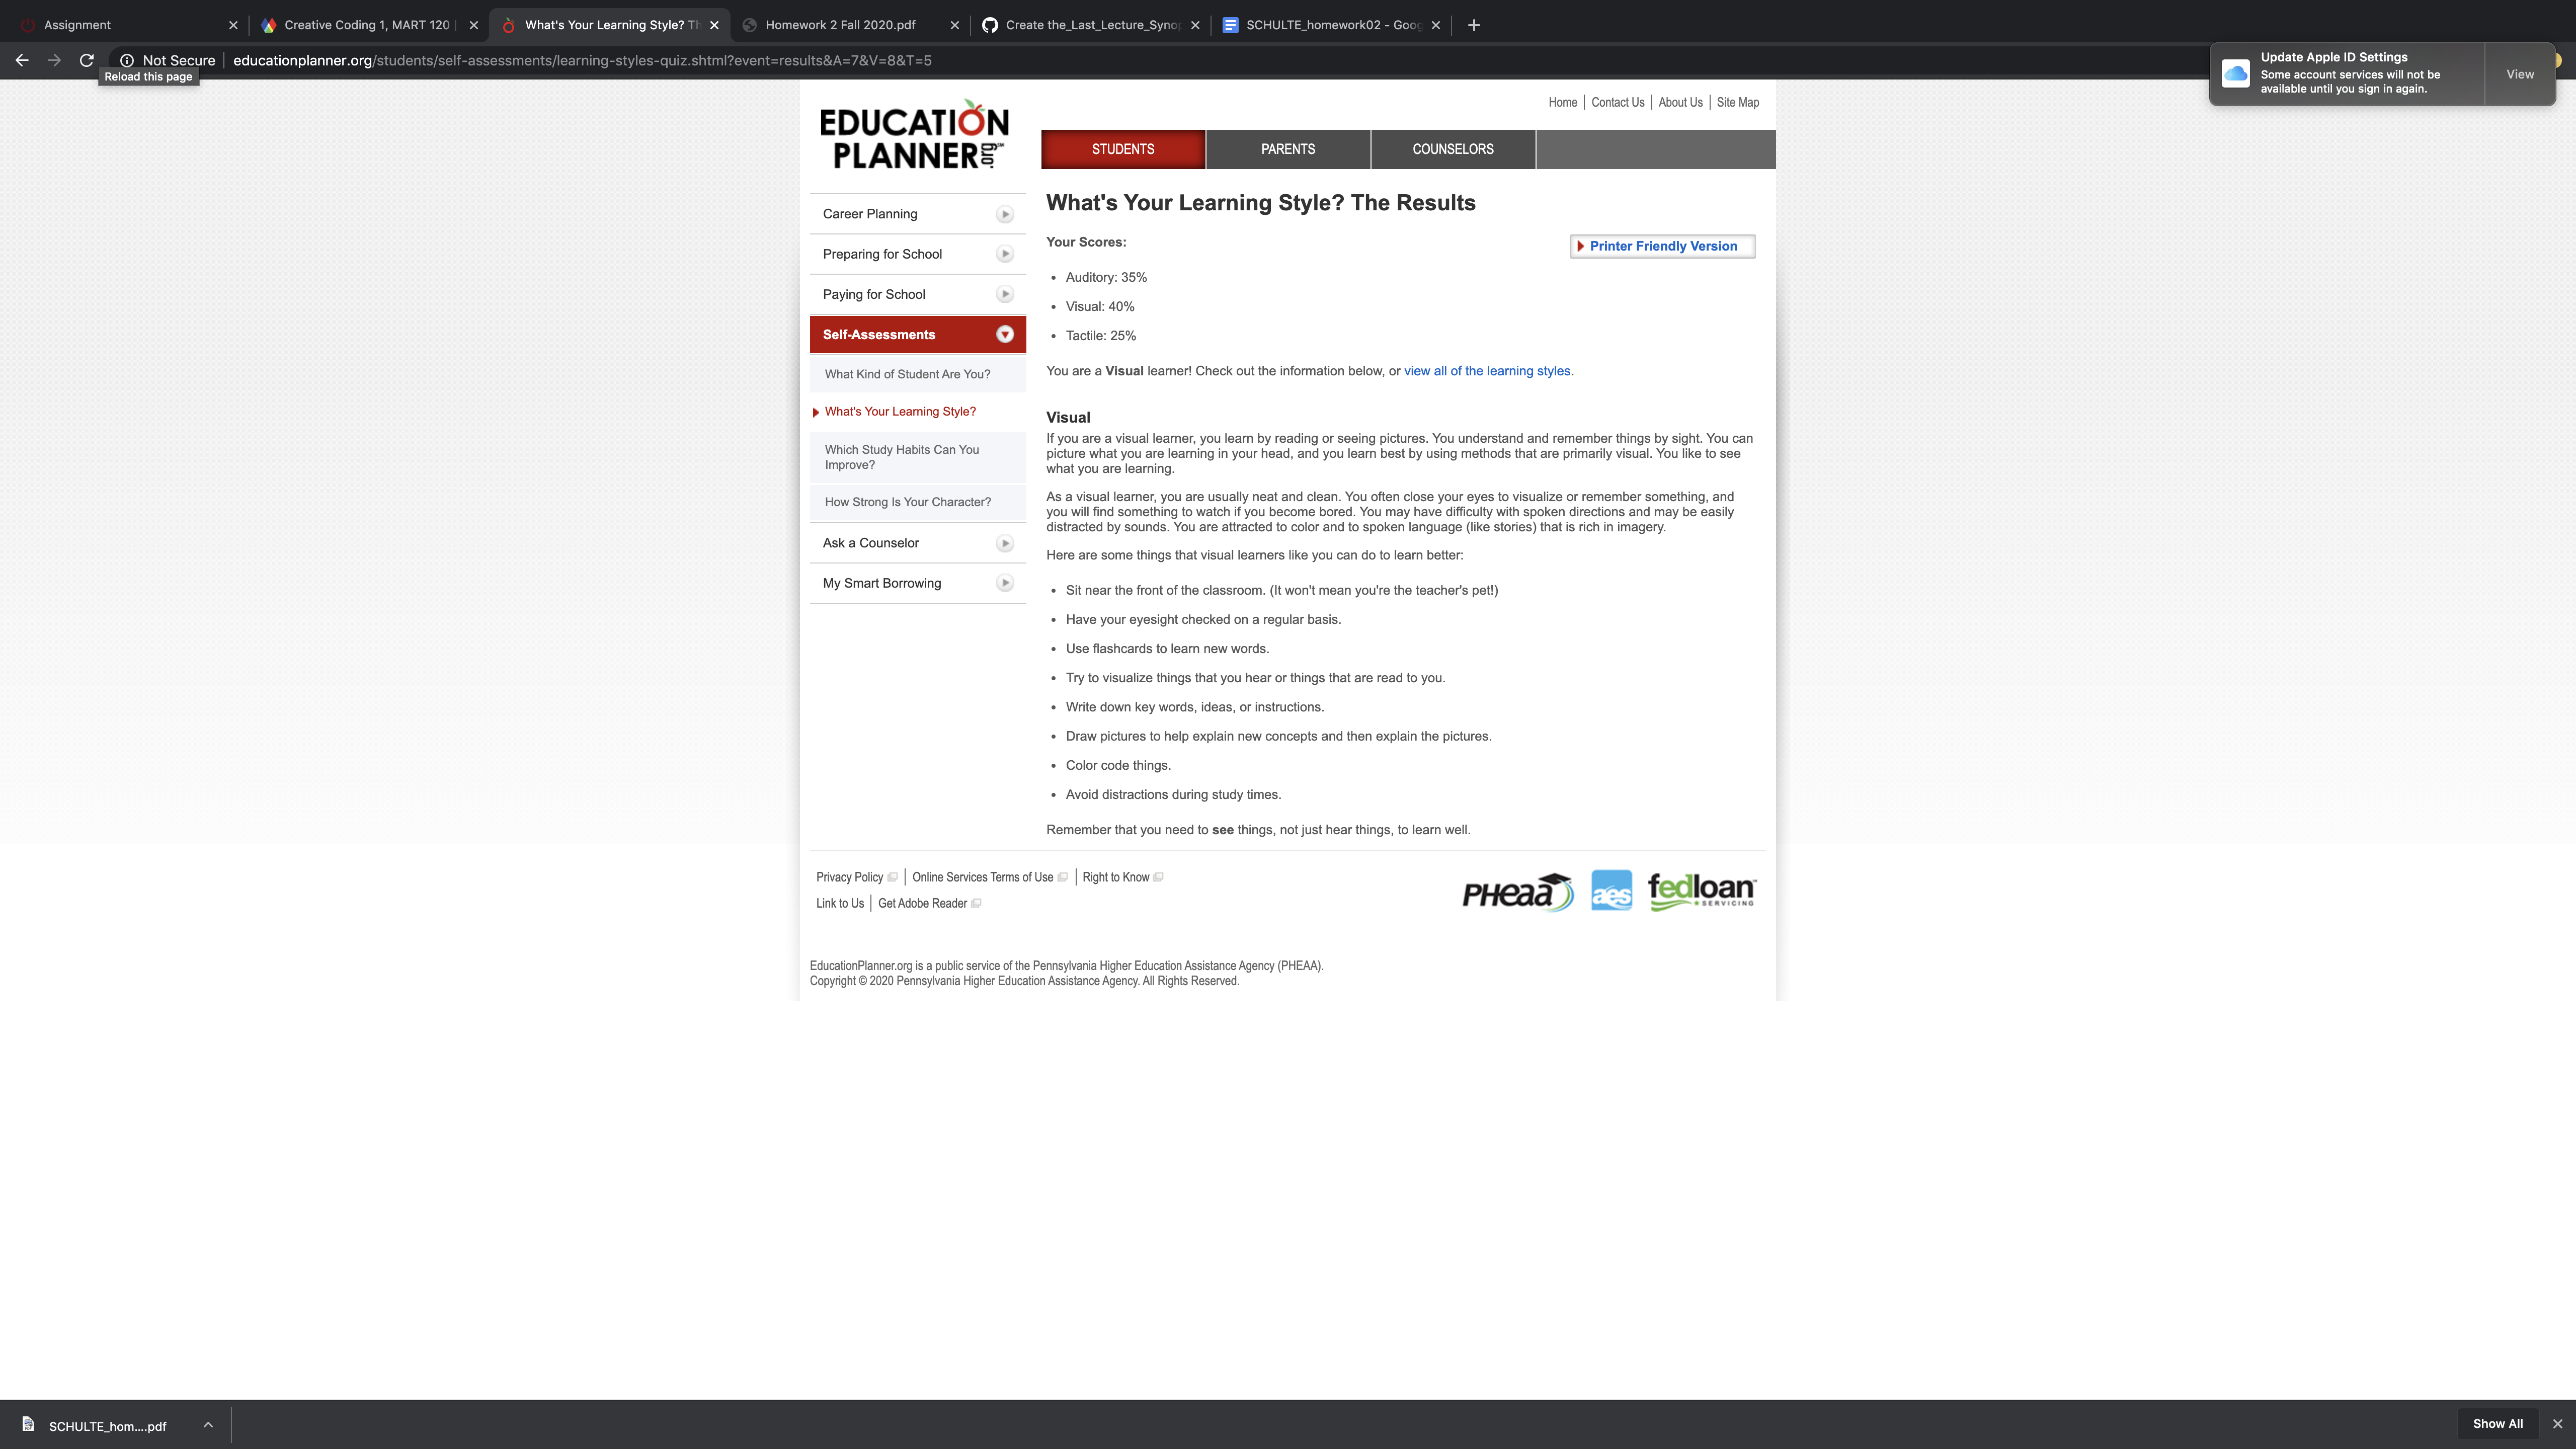 Assignment
Creative Coding 1, MART 120 |
What's Your Learning Style? Th
Homework 2 Fall 2020.pdf
Create the_Last_Lecture_Synop
SCHULTE_homework02 - Goog
Not Secure | educationplanner.org/students/self-assessments/learning-styles-quiz.shtml?event=results&A=7&V=8&T=5
Reload this page
Update Apple ID Settings
Some account services will not be
available until you sign in again.
View
EDUCATION
PLANNER.org
SM
Home | Contact Us | About Us | Site Map
STUDENTS
PARENTS
COUNSELORS
Career Planning
Preparing for School
Paying for School
Self-Assessments
What Kind of Student Are You?
What's Your Learning Style?
Which Study Habits Can You
Improve?
How Strong Is Your Character?
Ask a Counselor
My Smart Borrowing
What's Your Learning Style? The Results
Your Scores:
Printer Friendly Version
• Auditory: 35%
• Visual: 40%
• Tactile: 25%
You are a Visual learner! Check out the information below, or view all of the learning styles.
Visual
If you are a visual learner, you learn by reading or seeing pictures. You understand and remember things by sight. You can
picture what you are learning in your head, and you learn best by using methods that are primarily visual. You like to see
what you are learning.
As a visual learner, you are usually neat and clean. You often close your eyes to visualize or remember something, and
you will find something to watch if you become bored. You may have difficulty with spoken directions and may be easily
distracted by sounds. You are attracted to color and to spoken language (like stories) that is rich in imagery.
Here are some things that visual learners like you can do to learn better:
• Sit near the front of the classroom. (It won't mean you're the teacher's pet!)
• Have your eyesight checked on a regular basis.
• Use flashcards to learn new words.
• Try to visualize things that you hear or things that are read to you.
• Write down key words, ideas, or instructions.
• Draw pictures to help explain new concepts and then explain the pictures.
• Color code things.
• Avoid distractions during study times.
Remember that you need to see things, not just hear things, to learn well.
Privacy Policy | Online Services Terms of Use | Right to Know
Link to Us | Get Adobe Reader
PHEAA
aes
fedloan
SERVICING
EducationPlanner.org is a public service of the Pennsylvania Higher Education Assistance Agency (PHEAA).
Copyright © 2020 Pennsylvania Higher Education Assistance Agency. All Rights Reserved.
SCHULTE_hom....pdf
Show All